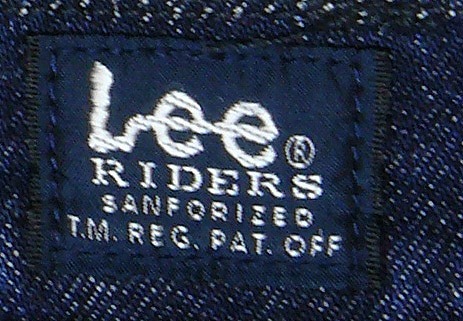 Lee ®
RIDERS
SANFORIZED
T.M. REG. PAT. OFF